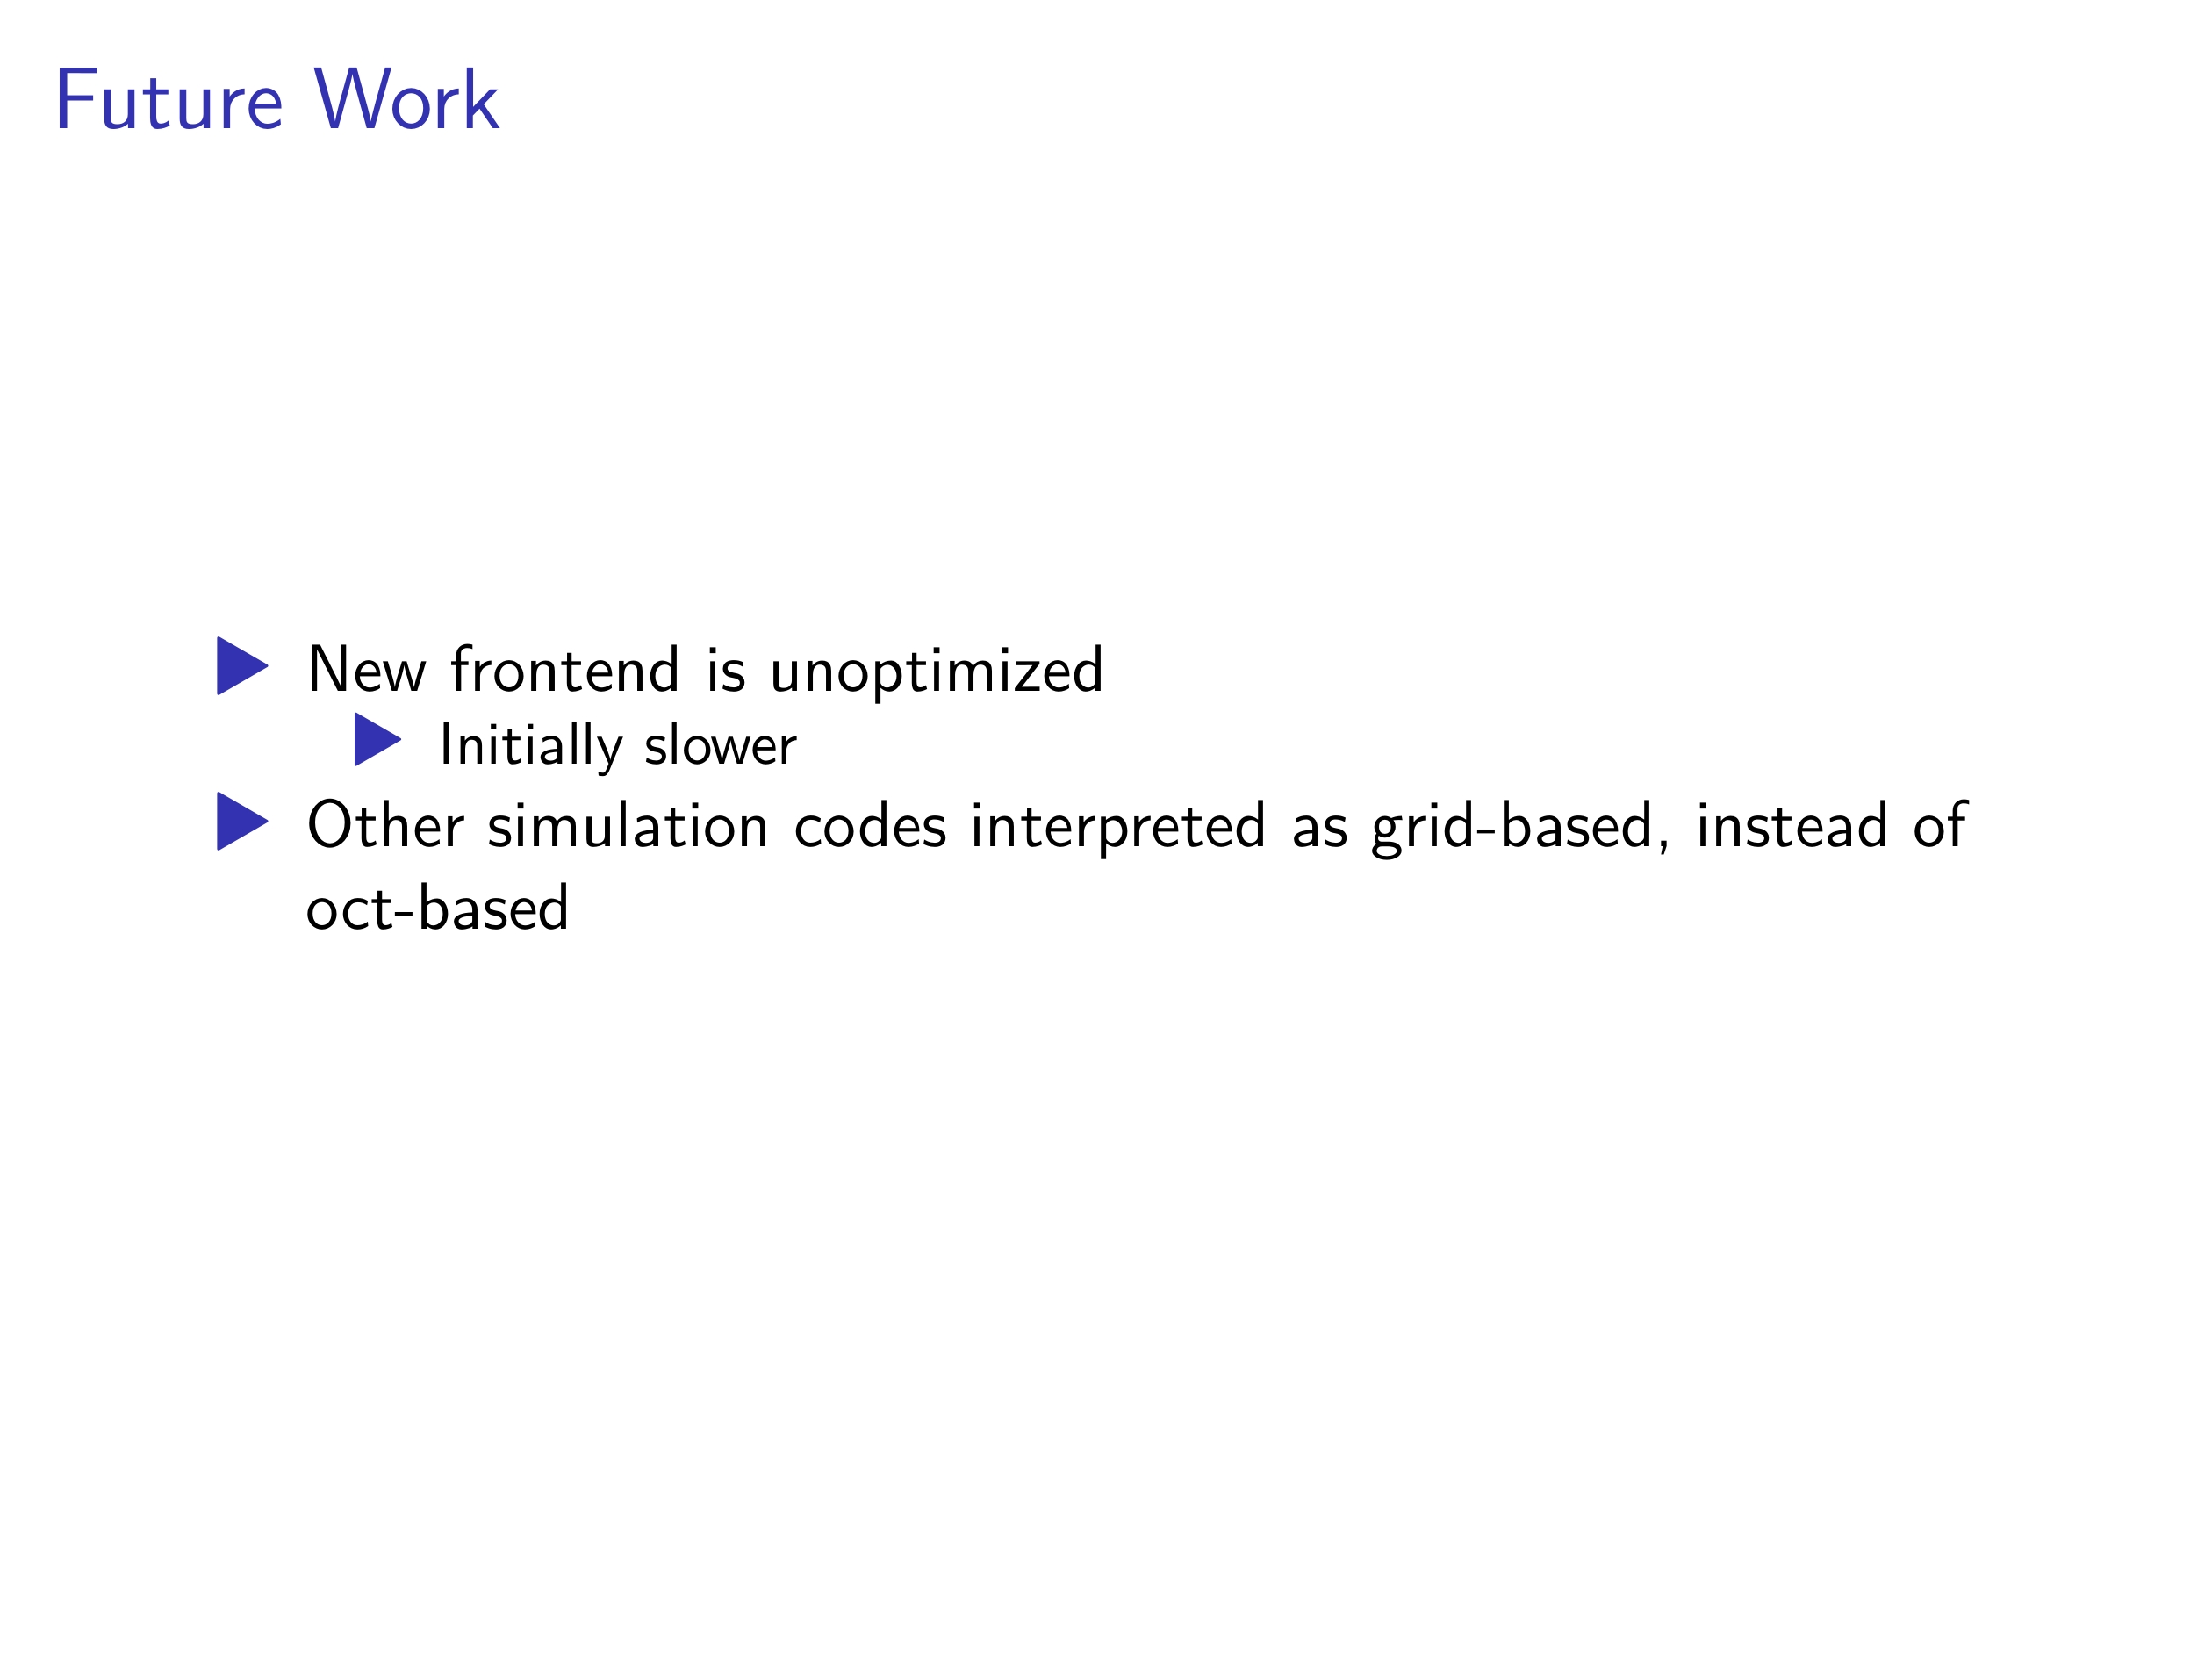 Future Work
New frontend is unoptimized
Initially slower
Other simulation codes interpreted as grid-based, instead of
oct-based